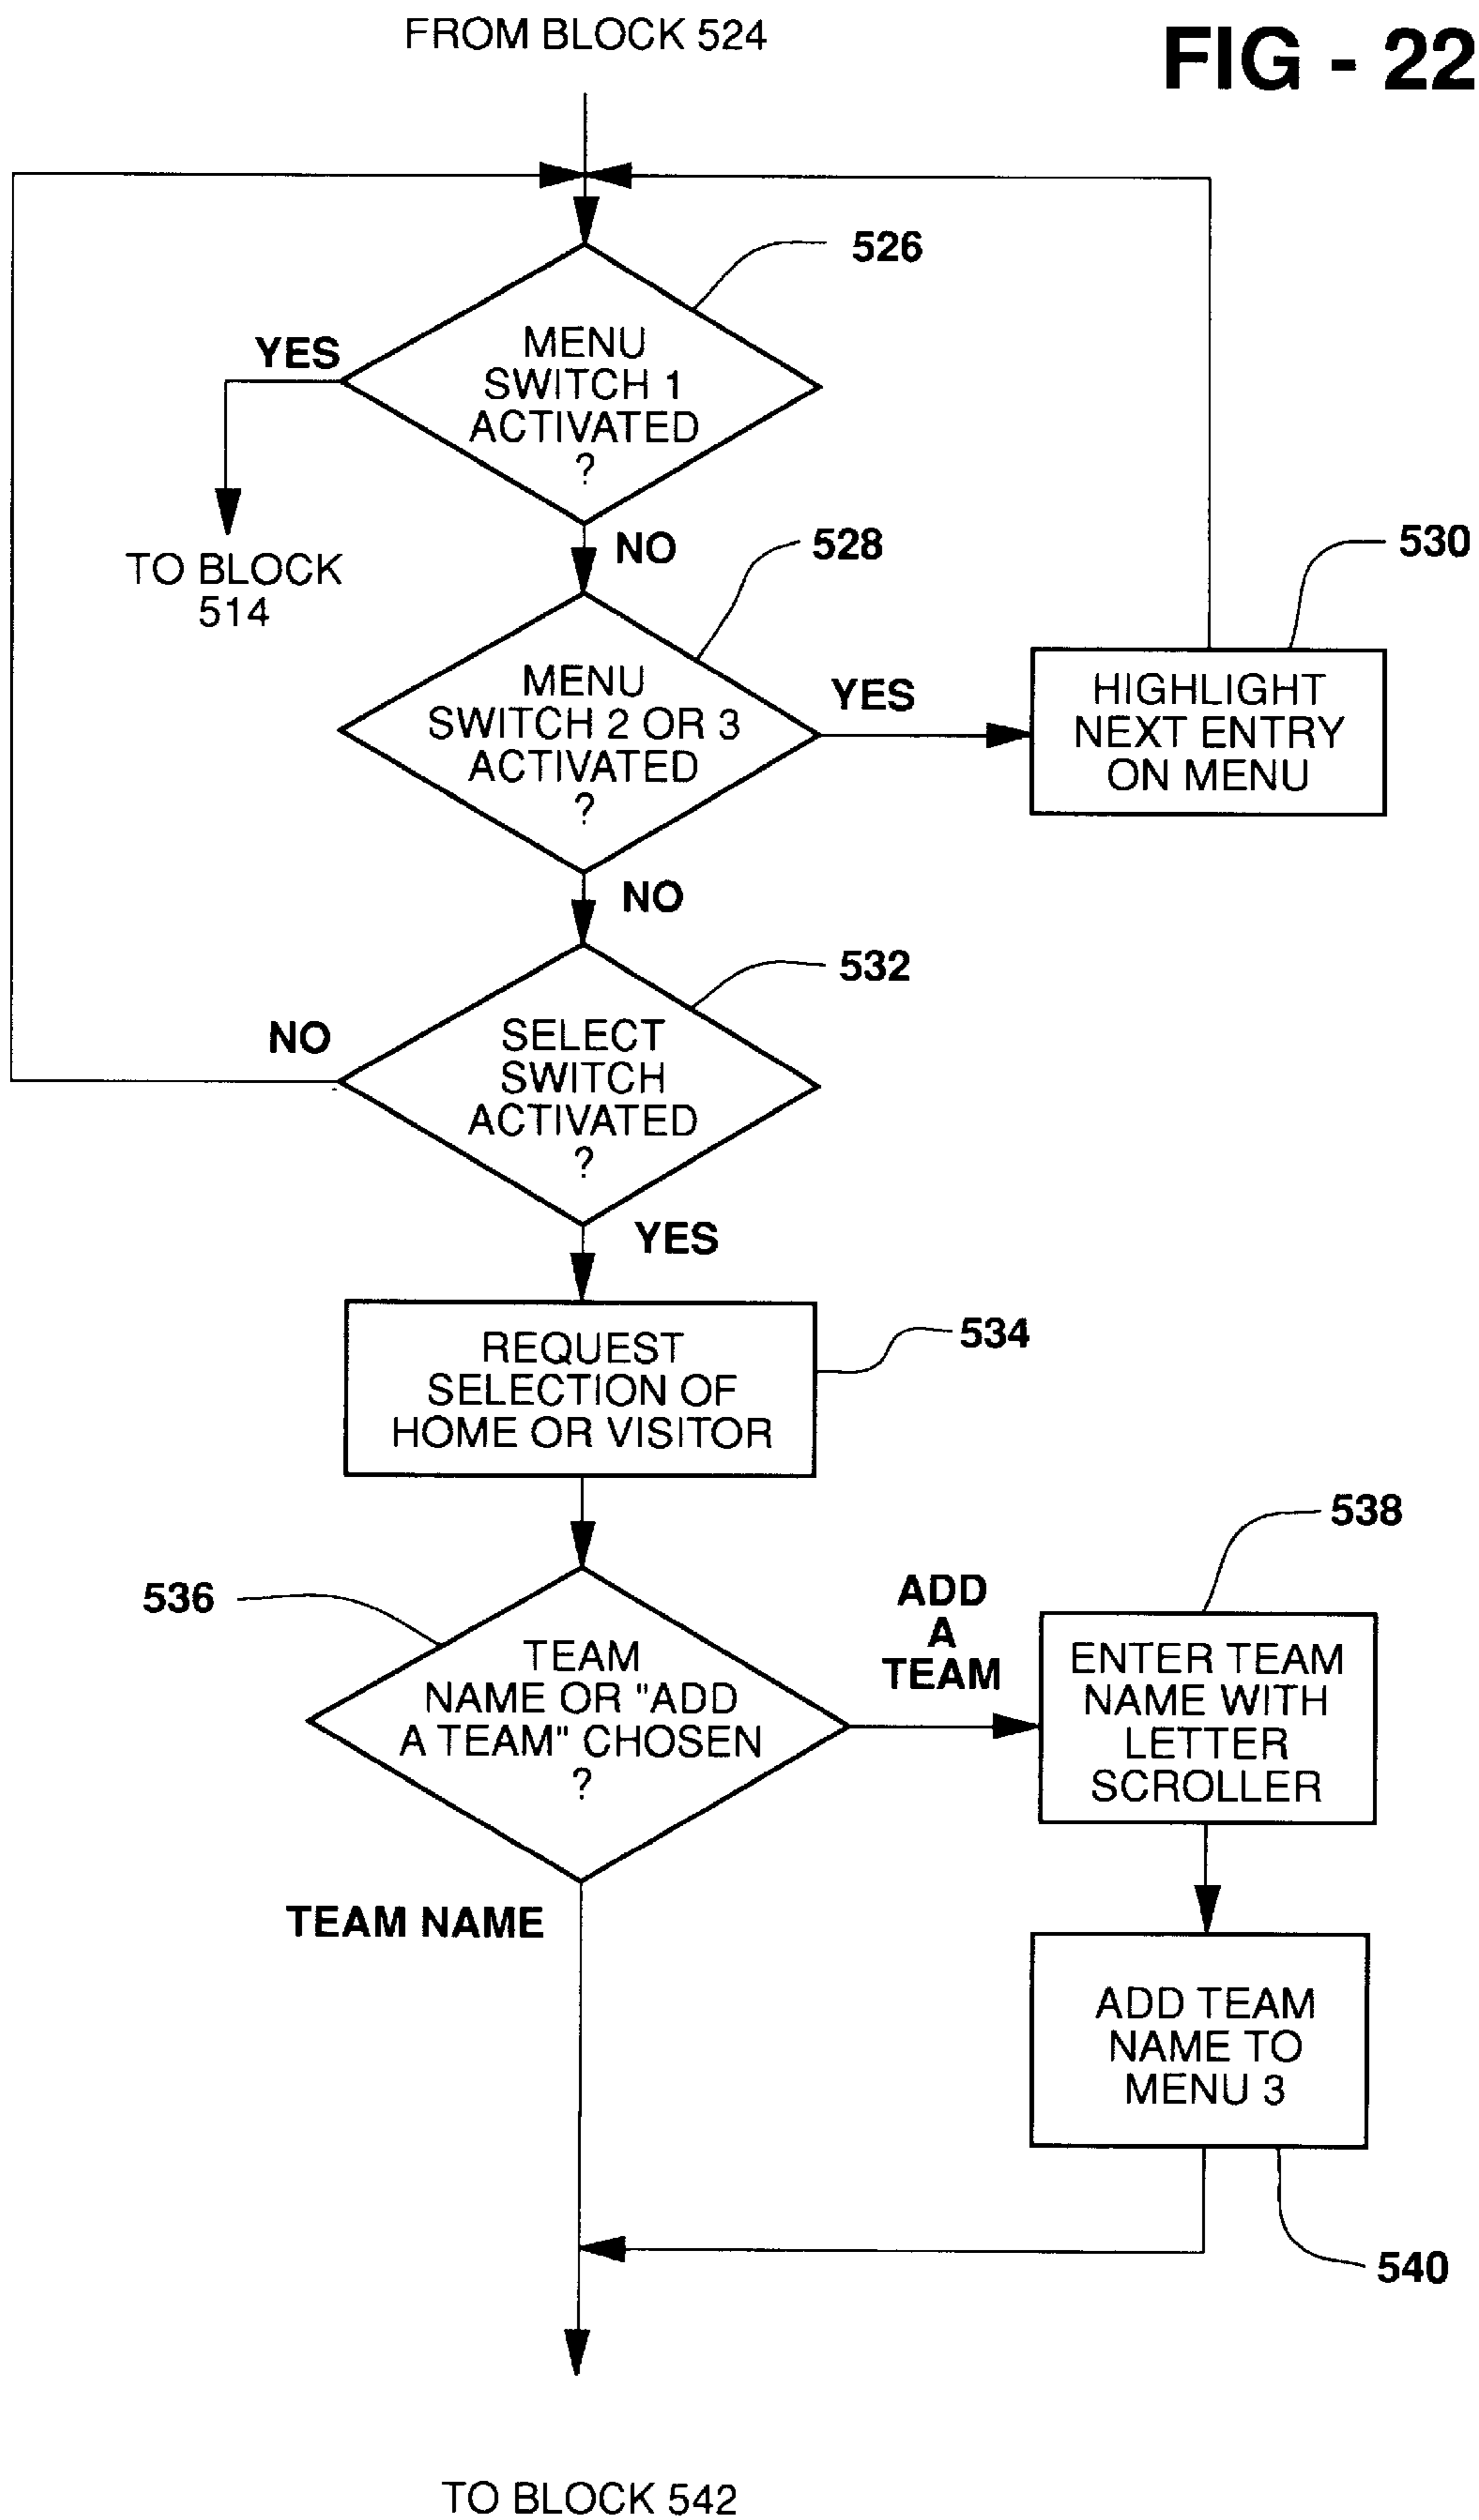 FROM BLOCK 524
FIG - 22
526
YES
MENU
SWITCH 1
ACTIVATED
?
TO BLOCK
514
NO
528
530
MENU
SWITCH 2 OR 3
ACTIVATED
?
YES
HIGHLIGHT
NEXT ENTRY
ON MENU
NO
532
NO
SELECT
SWITCH
ACTIVATED
?
YES
REQUEST
SELECTION OF
HOME OR VISITOR
534
538
536
TEAM
NAME OR "ADD
A TEAM" CHOSEN
?
ADD
A
TEAM
ENTER TEAM
NAME WITH
LETTER
SCROLLER
TEAM NAME
ADD TEAM
NAME TO
MENU 3
540
TO BLOCK 542